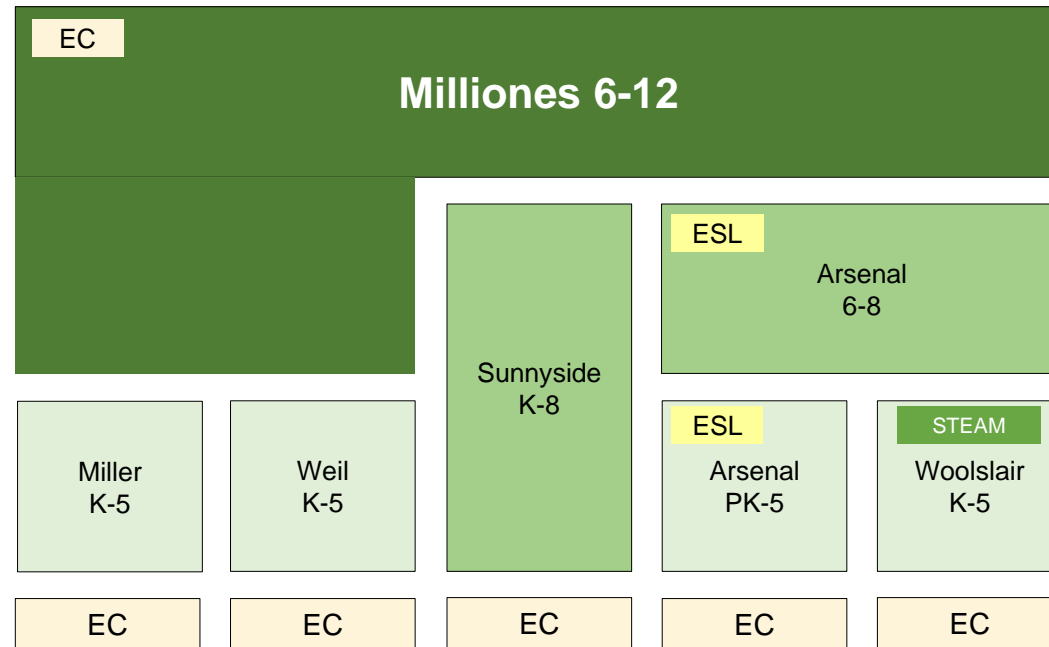 EC
Milliones 6-12
ESL
Arsenal
6-8
Sunnyside
K-8
Miller
K-5
Weil
K-5
ESL
Arsenal
PK-5
STEAM
Woolslair
K-5
EC
EC
EC
EC
EC